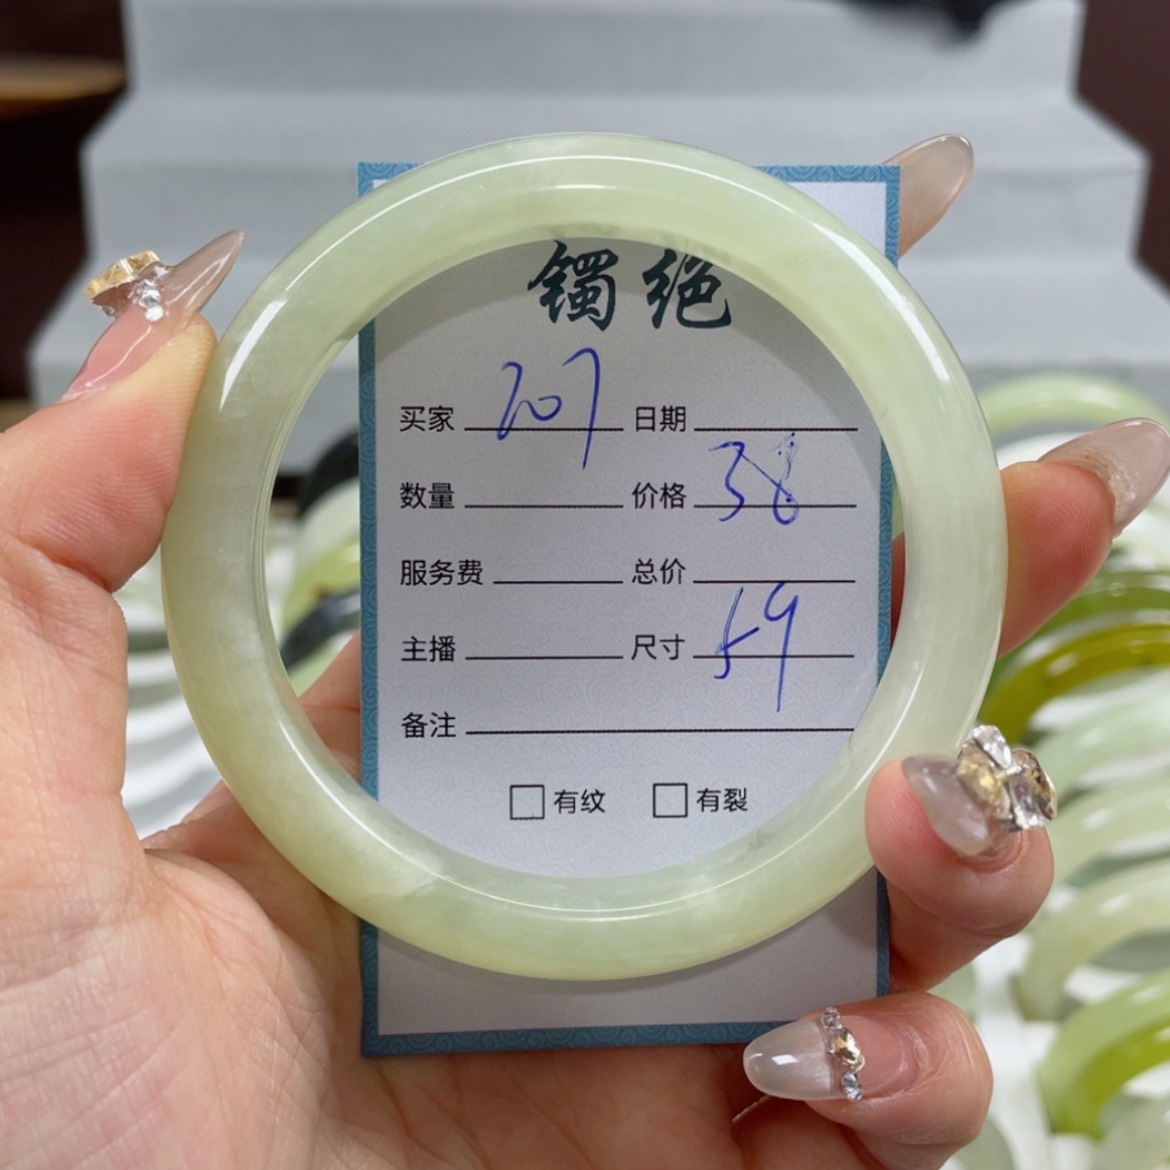 镯绝
买家 207 日期
数量 价格 38
服务费 总价
主播 尺寸 59
备注
有纹 有裂